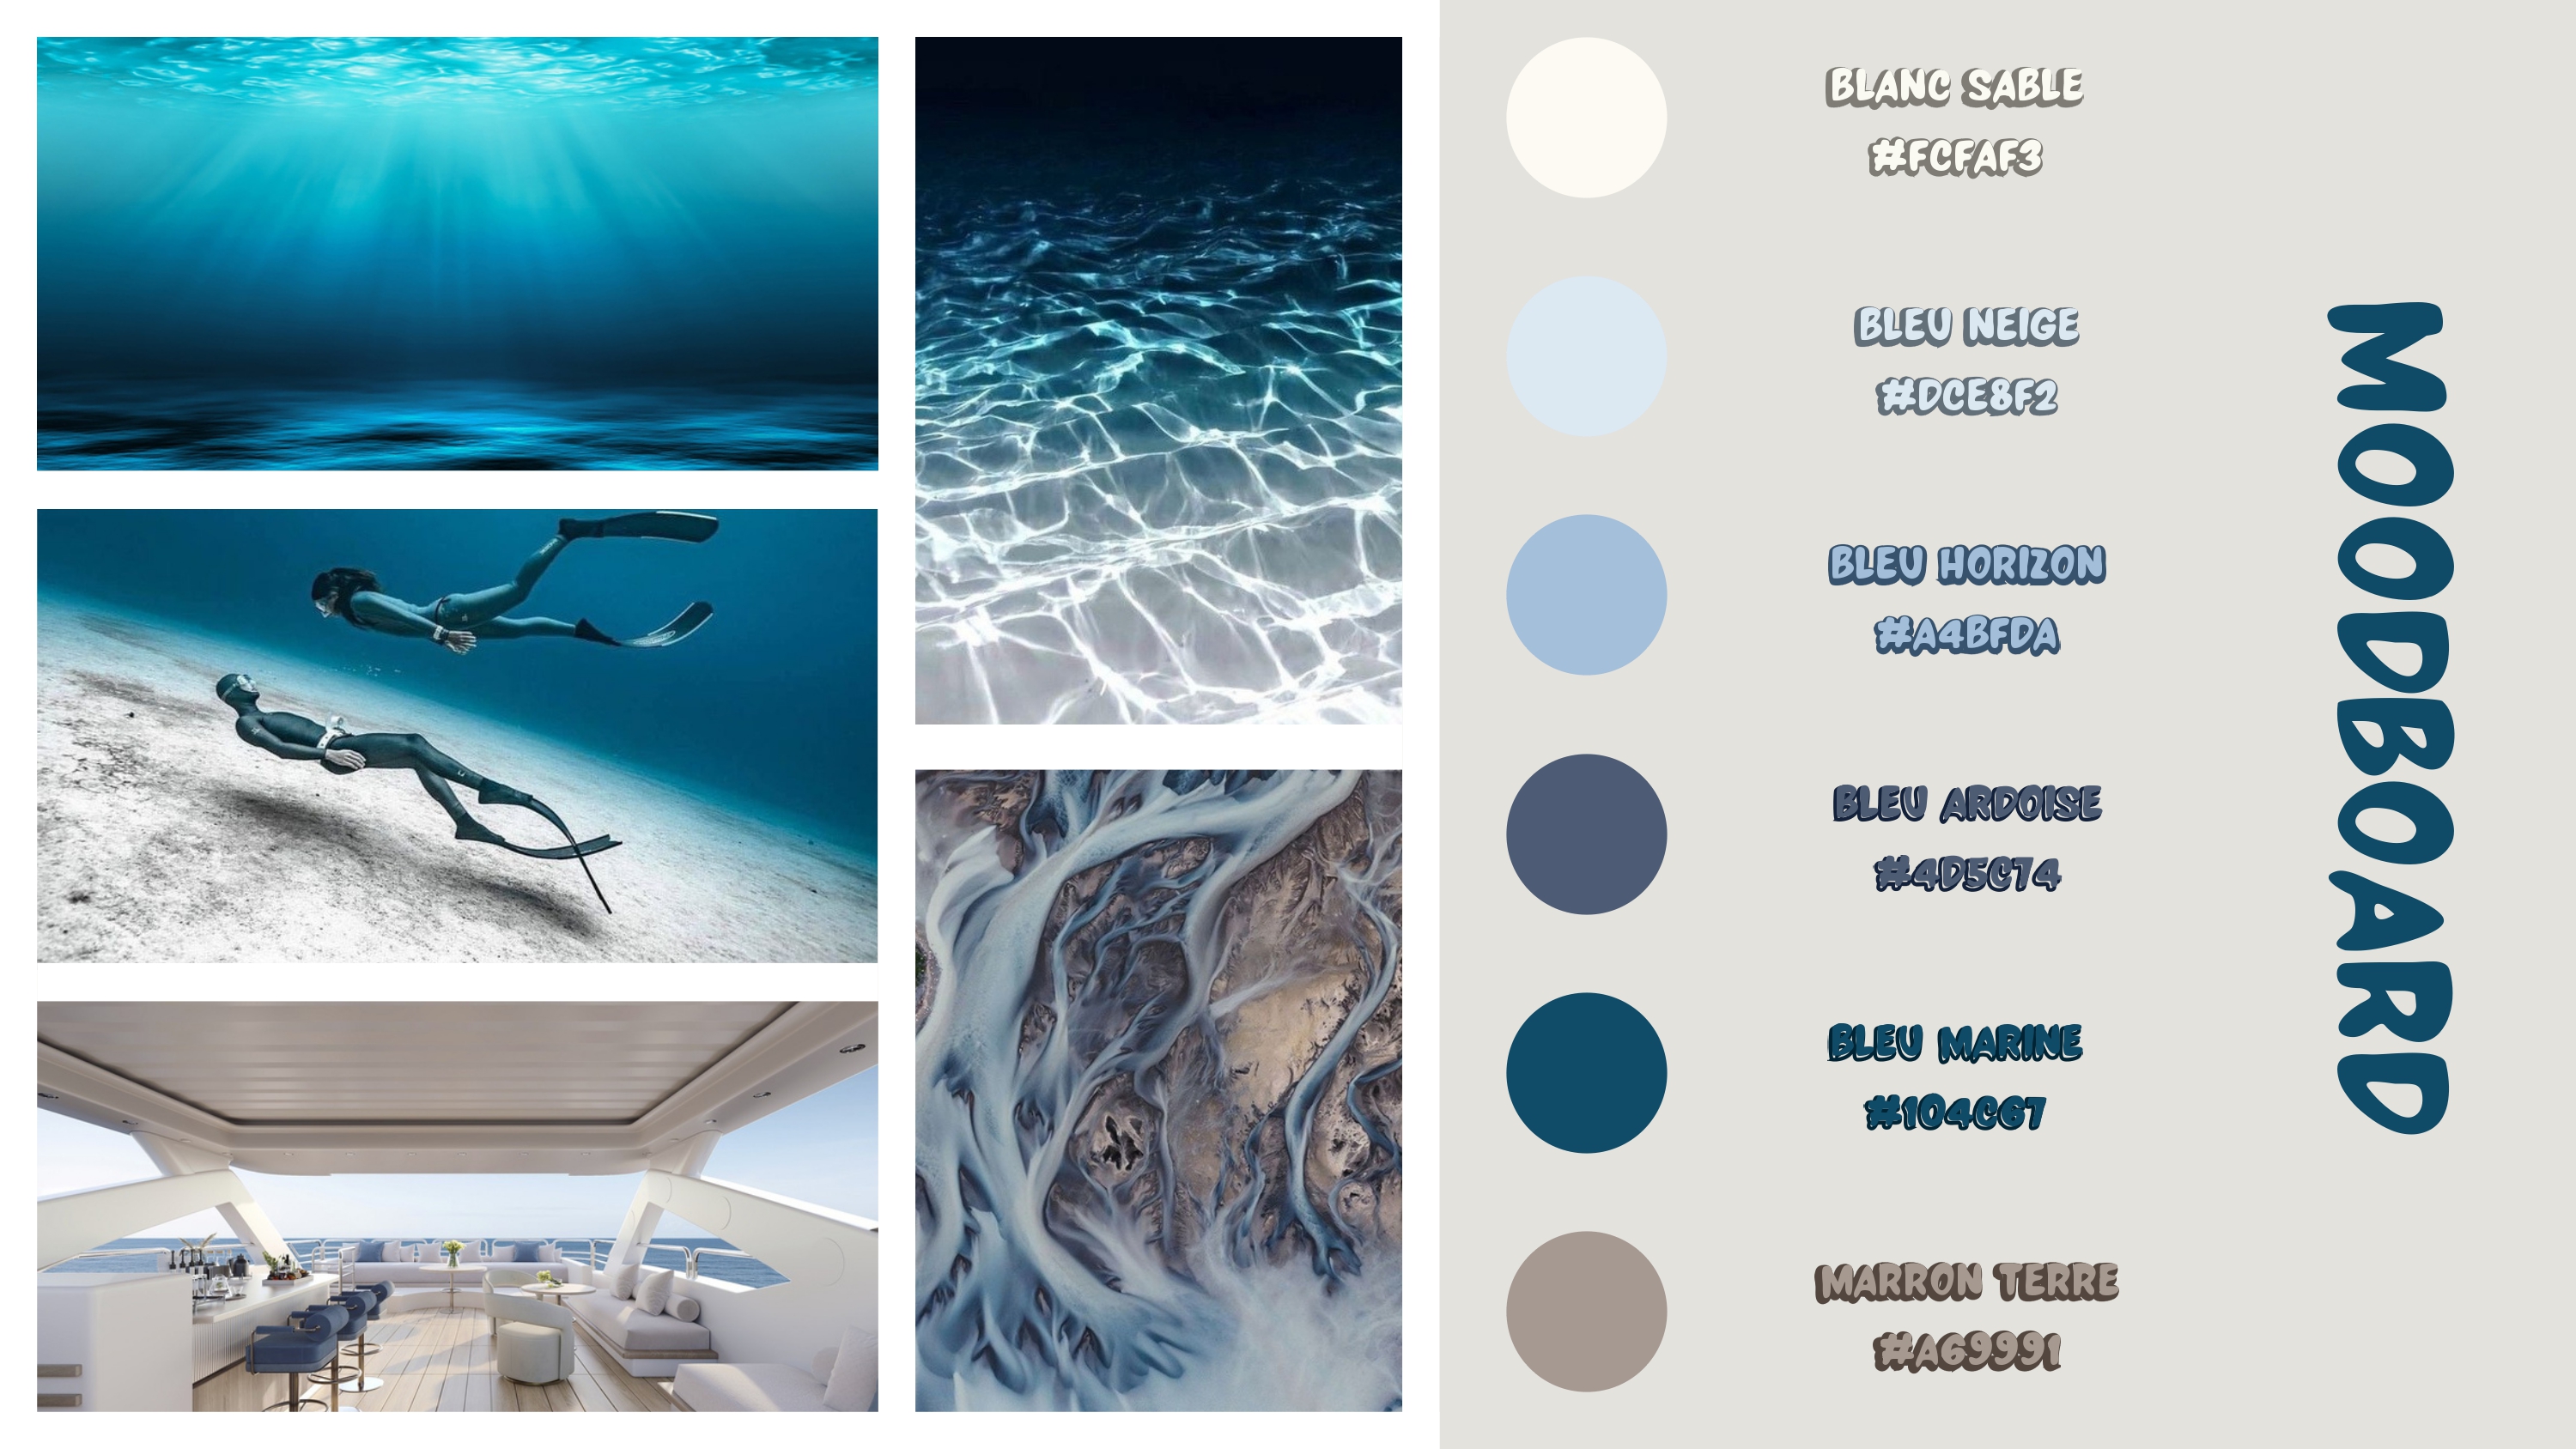 BLANC SABLE
#FCFAF3
BLEU NEIGE
#DCE8F2
BLEU HORIZON
#A4BFDA
BLEU ARDOISE
#4D5C74
BLEU MARINE
#104C67
MARRON TERRE
#A69991
MOODBOARD